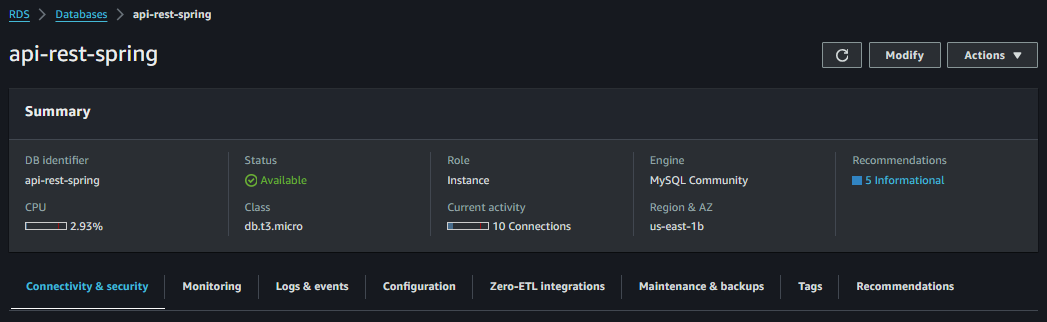 RDS > Databases > api-rest-spring
api-rest-spring
Modify
Actions
Summary
DB identifier
api-rest-spring
Status
Available
Role
Instance
Engine
MySQL Community
Recommendations
5 Informational
CPU
2.93%
Class
db.t3.micro
Current activity
10 Connections
Region & AZ
us-east-1b
Connectivity & security
Monitoring
Logs & events
Configuration
Zero-ETL integrations
Maintenance & backups
Tags
Recommendations